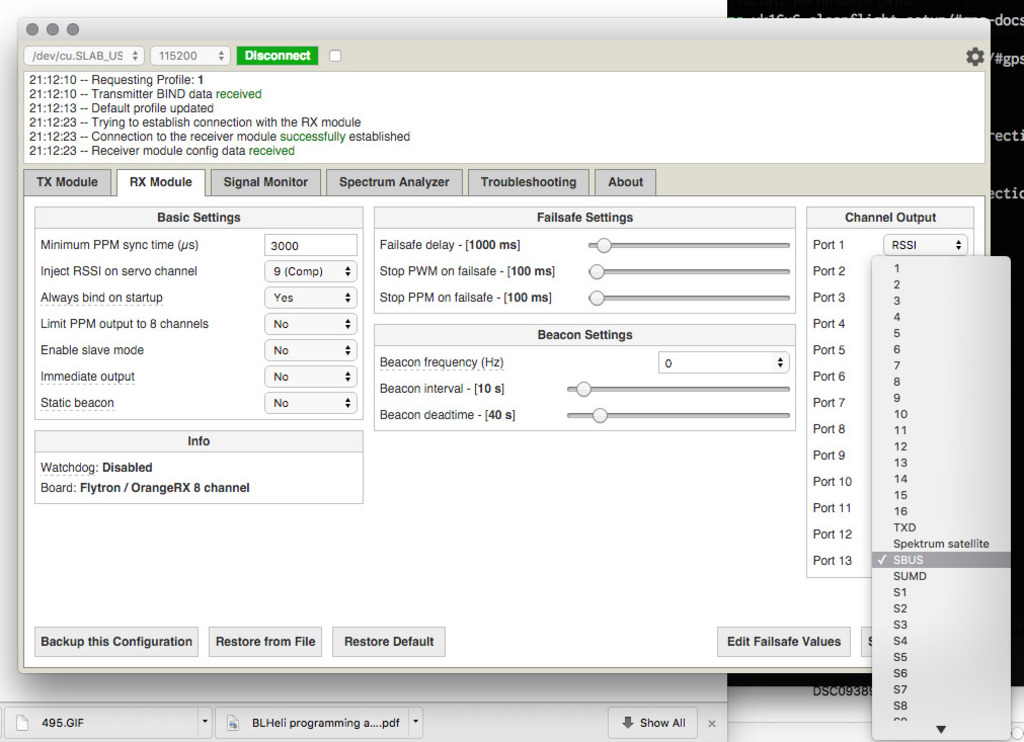 -docs
/dev/cu.SLAB_US 115200 Disconnect
/#gps
21:12:10 -- Requesting Profile: 1
21:12:10 -- Transmitter BIND data received
21:12:13 -- Default profile updated
21:12:23 -- Trying to establish connection with the RX module
21:12:23 -- Connection to the receiver module successfully established
21:12:23 -- Receiver module config data received
TX Module RX Module Signal Monitor Spectrum Analyzer Troubleshooting About
Basic Settings
Minimum PPM sync time (µs) 3000
Inject RSSI on servo channel 9 (Comp)
Always bind on startup Yes
Limit PPM output to 8 channels No
Enable slave mode No
Immediate output No
Static beacon No
Info
Watchdog: Disabled
Board: Flytron / OrangeRX 8 channel
Failsafe Settings
Failsafe delay - [1000 ms]
Stop PWM on failsafe - [100 ms]
Stop PPM on failsafe - [100 ms]
Beacon Settings
Beacon frequency (Hz) 0
Beacon interval - [10 s]
Beacon deadtime - [40 s]
Channel Output
Port 1 RSSI
Port 2
Port 3
Port 4
Port 5
Port 6
Port 7
Port 8
Port 9
Port 10
Port 11
Port 12
Port 13
1
2
3
4
5
6
7
8
9
10
11
12
13
14
15
16
TXD
Spektrum satellite
✓ SBUS
SUMD
S1
S2
S3
S4
S5
S6
S7
S8
Backup this Configuration Restore from File Restore Default Edit Failsafe Values
DSC09389
495.GIF BLHeli programming a....pdf Show All